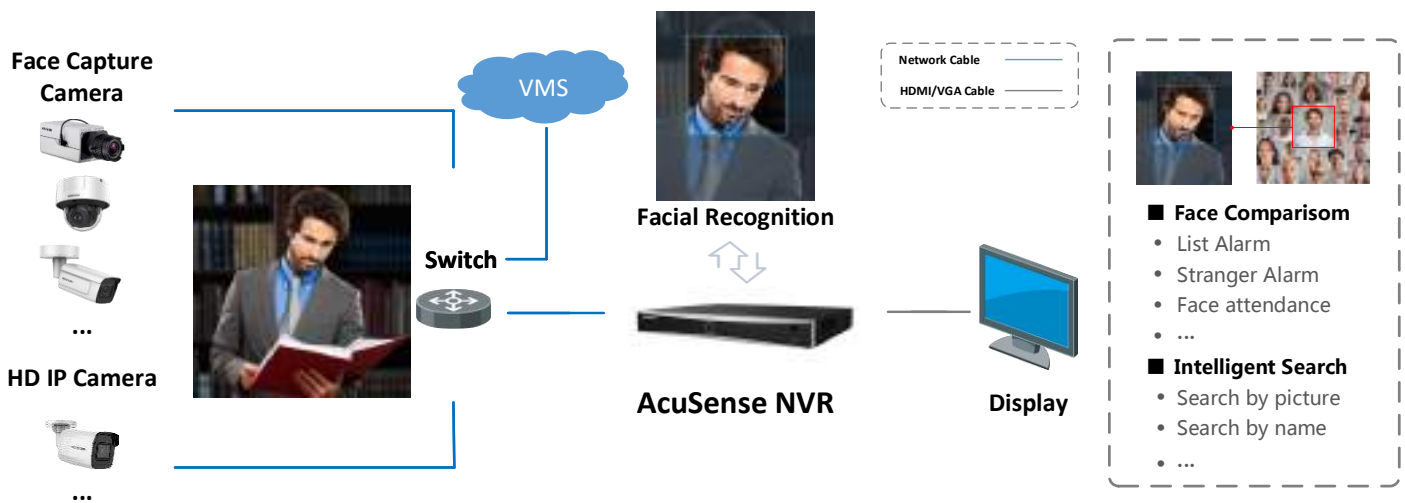 Face Capture
Camera
...
HD IP Camera
...
VMS
Switch
Facial Recognition
AcuSense NVR
Display
Network Cable
HDMI/VGA Cable
Face Comparisom
List Alarm
Stranger Alarm
Face attendance
...
Intelligent Search
Search by picture
Search by name
...